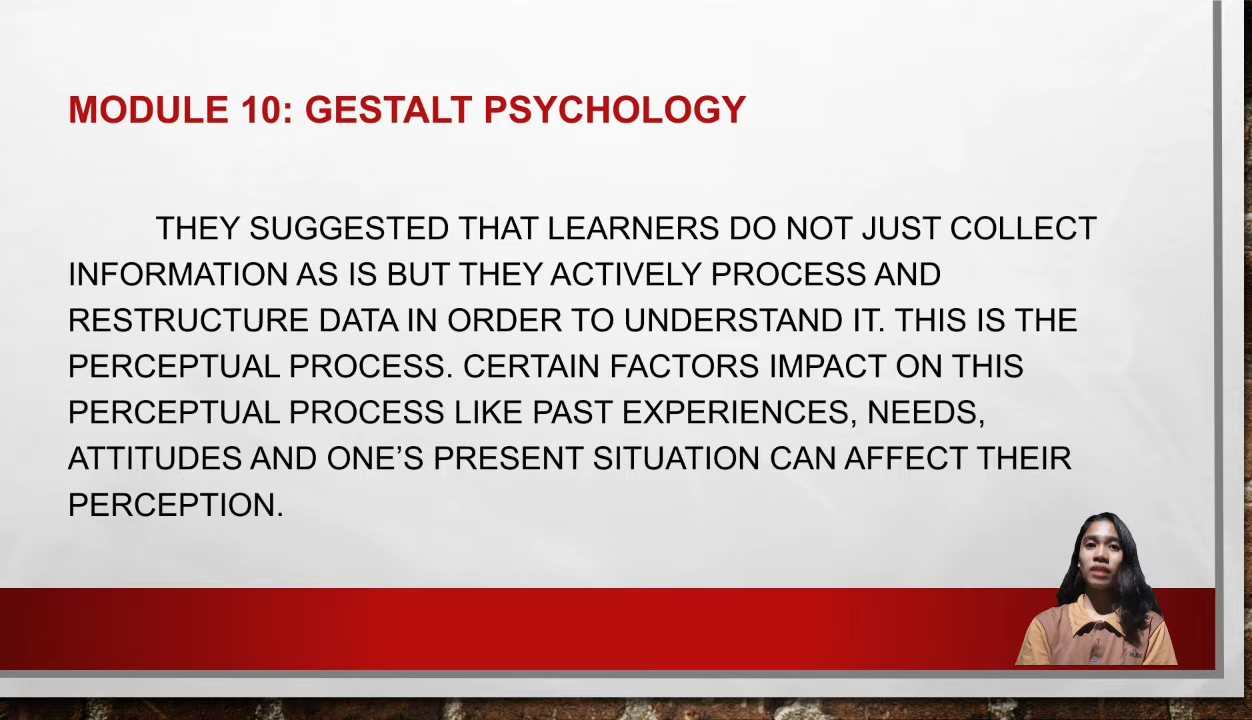 MODULE 10: GESTALT PSYCHOLOGY
THEY SUGGESTED THAT LEARNERS DO NOT JUST COLLECT
INFORMATION AS IS BUT THEY ACTIVELY PROCESS AND
RESTRUCTURE DATA IN ORDER TO UNDERSTAND IT. THIS IS THE
PERCEPTUAL PROCESS. CERTAIN FACTORS IMPACT ON THIS
PERCEPTUAL PROCESS LIKE PAST EXPERIENCES, NEEDS,
ATTITUDES AND ONE’S PRESENT SITUATION CAN AFFECT THEIR
PERCEPTION.